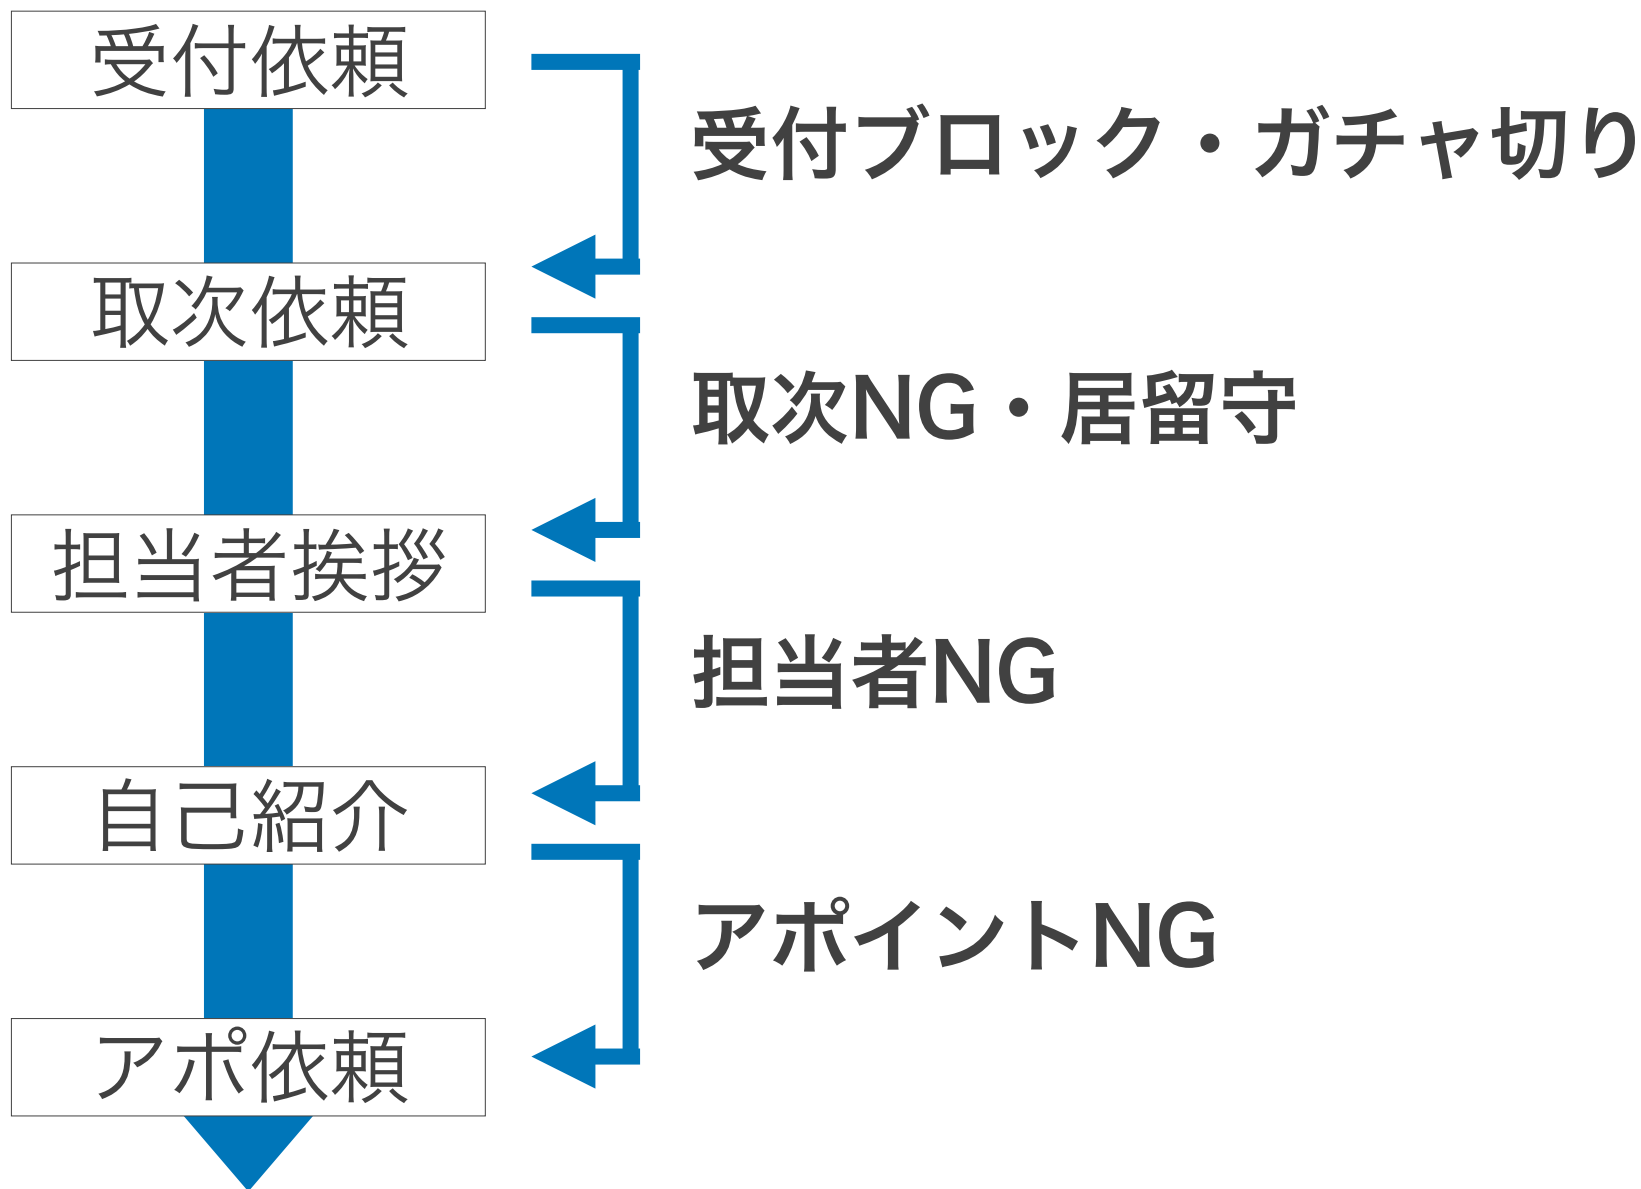 受付依頼
受付ブロック・ガチャ切り
取次依頼
取次NG・居留守
担当者挨拶
担当者NG
自己紹介
アポイントNG
アポ依頼